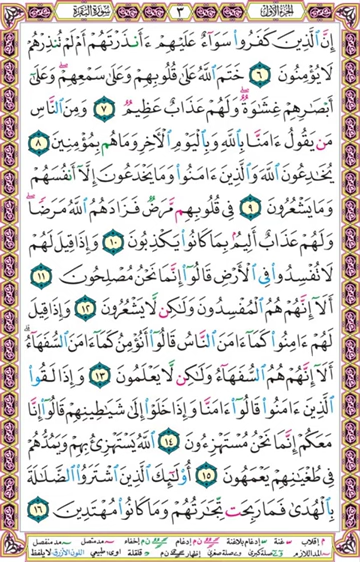 الجزء الأول ٣ سورة البقرة
إِنَّ ٱلَّذِينَ كَفَرُوا۟ سَوَآءٌ عَلَيْهِمْ ءَأَنذَرْتَهُمْ أَمْ لَمْ تُنذِرْهُمْ
لَا يُؤْمِنُونَ ٦ خَتَمَ ٱللَّهُ عَلَىٰ قُلُوبِهِمْ وَعَلَىٰ سَمْعِهِمْ ۖ وَعَلَىٰٓ
أَبْصَٰرِهِمْ غِشَٰوَةٌ ۖ وَلَهُمْ عَذَابٌ عَظِيمٌ ٧ وَمِنَ ٱلنَّاسِ
مَن يَقُولُ ءَامَنَّا بِٱللَّهِ وَبِٱلْيَوْمِ ٱلْءَاخِرِ وَمَا هُم بِمُؤْمِنِينَ ٨
يُخَٰدِعُونَ ٱللَّهَ وَٱلَّذِينَ ءَامَنُوا۟ وَمَا يَخْدَعُونَ إِلَّآ أَنفُسَهُمْ
وَمَا يَشْعُرُونَ ٩ فِى قُلُوبِهِم مَّرَضٌ فَزَادَهُمُ ٱللَّهُ مَرَضًا ۖ
وَلَهُمْ عَذَابٌ أَلِيمٌۢ بِمَا كَانُوا۟ يَكْذِبُونَ ١٠ وَإِذَا قِيلَ لَهُمْ
لَا تُفْسِدُوا۟ فِى ٱلْأَرْضِ قَالُوٓا۟ إِنَّمَا نَحْنُ مُصْلِحُونَ ١١
أَلَآ إِنَّهُمْ هُمُ ٱلْمُفْسِدُونَ وَلَٰكِن لَّا يَشْعُرُونَ ١٢ وَإِذَا قِيلَ
لَهُمْ ءَامِنُوا۟ كَمَآ ءَامَنَ ٱلنَّاسُ قَالُوٓا۟ أَنُؤْمِنُ كَمَآ ءَامَنَ ٱلسُّفَهَآءُ ۗ
أَلَآ إِنَّهُمْ هُمُ ٱلسُّفَهَآءُ وَلَٰكِن لَّا يَعْلَمُونَ ١٣ وَإِذَا لَقُوا۟
ٱلَّذِينَ ءَامَنُوا۟ قَالُوٓا۟ ءَامَنَّا وَإِذَا خَلَوْا۟ إِلَىٰ شَيَٰطِينِهِمْ قَالُوٓا۟ إِنَّا
مَعَكُمْ إِنَّمَا نَحْنُ مُسْتَهْزِءُونَ ١٤ ٱللَّهُ يَسْتَهْزِئُ بِهِمْ وَيَمُدُّهُمْ
فِى طُغْيَٰنِهِمْ يَعْمَهُونَ ١٥ أُو۟لَٰٓئِكَ ٱلَّذِينَ ٱشْتَرَوُا۟ ٱلضَّلَٰلَةَ
بِٱلْهُدَىٰ فَمَا رَبِحَت تِّجَٰرَتُهُمْ وَمَا كَانُوا۟ مُهْتَدِينَ ١٦